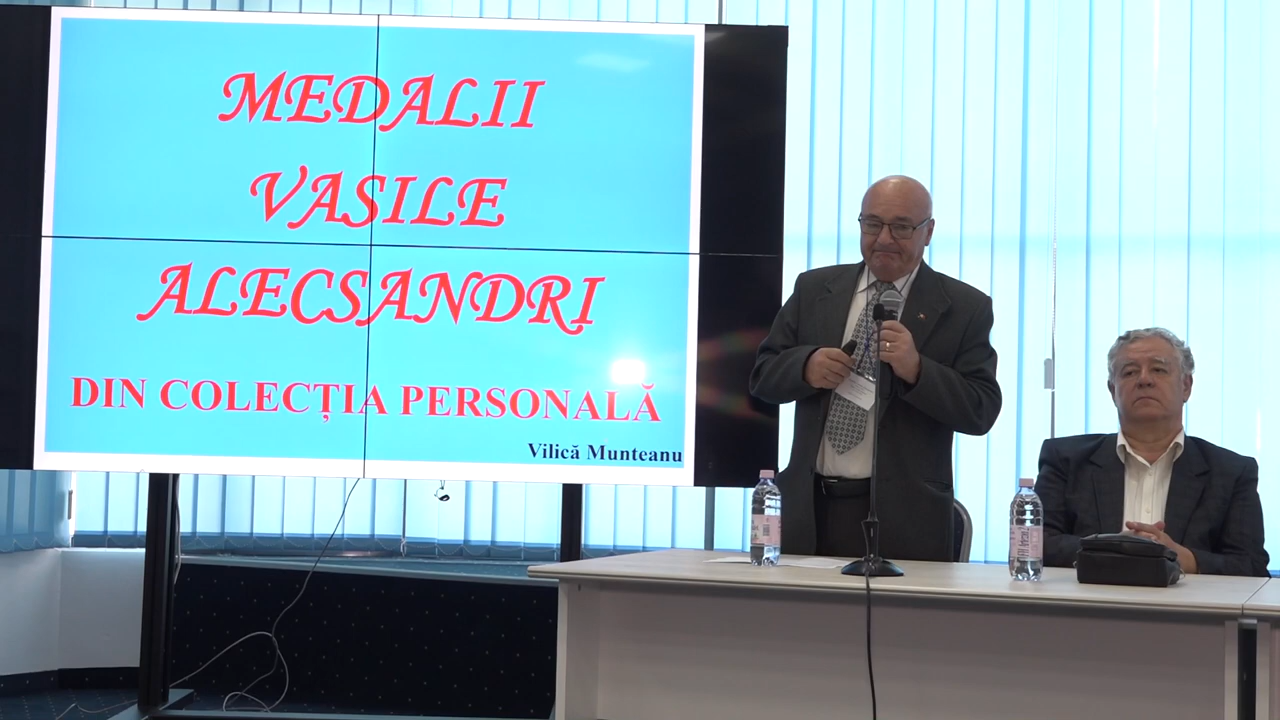 MEDALII
VASILE
ALECSANDRI
DIN COLECȚIA PERSONALĂ
Vilică Munteanu